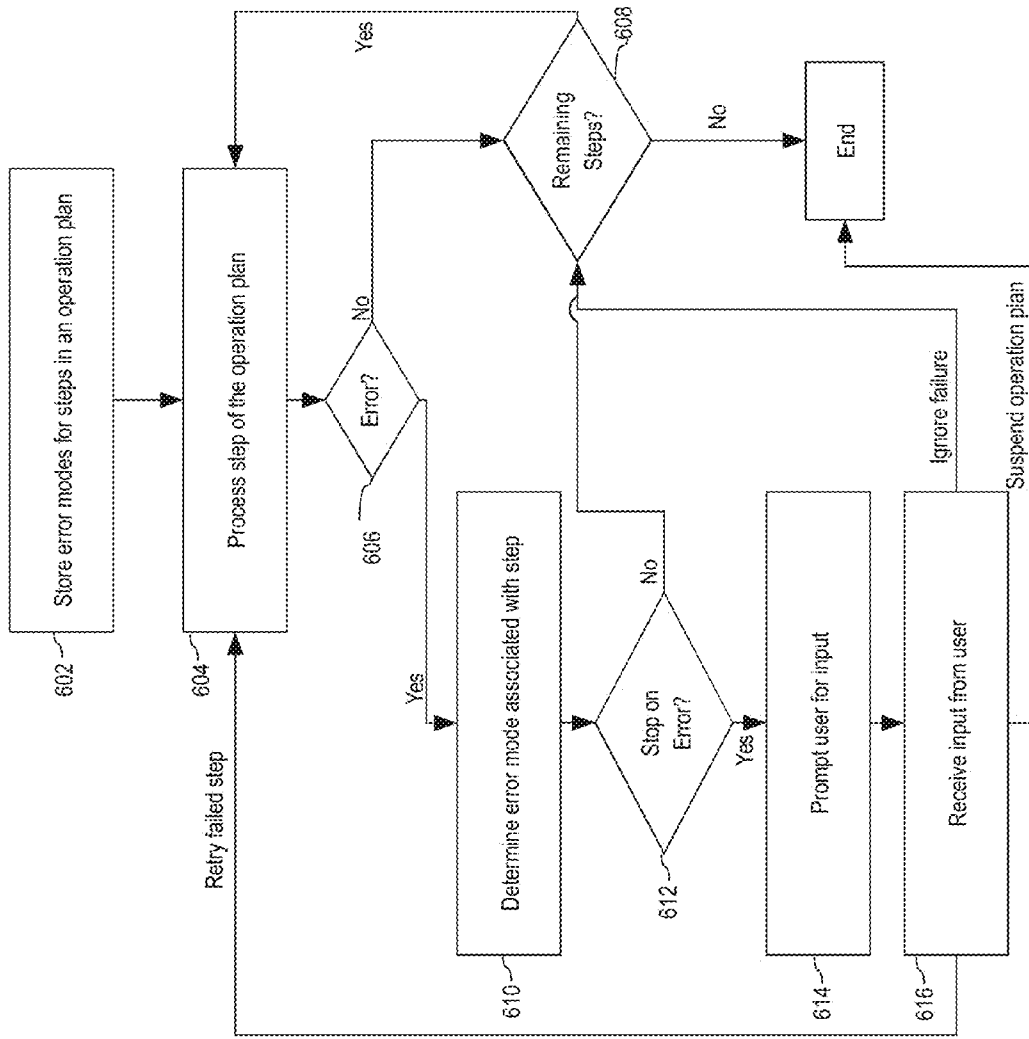 Store error modes for steps in an operation plan
602
Process step of the operation plan
604
Yes
Retry failed step
Error?
606
No
Yes
Remaining
Steps?
608
No
End
Determine error mode associated with step
610
Stop on
Error?
612
No
Yes
Prompt user for input
614
Receive input from user
616
Ignore failure
Suspend operation plan